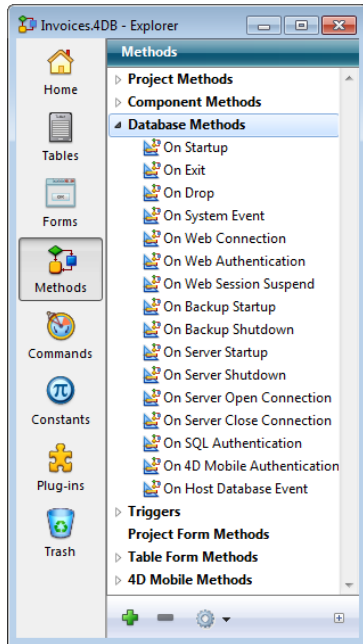 Invoices.4DB - Explorer
Home
Tables
Forms
Methods
Commands
Constants
Plug-ins
Trash
Methods
Project Methods
Component Methods
Database Methods
On Startup
On Exit
On Drop
On System Event
On Web Connection
On Web Authentication
On Web Session Suspend
On Backup Startup
On Backup Shutdown
On Server Startup
On Server Shutdown
On Server Open Connection
On Server Close Connection
On SQL Authentication
On 4D Mobile Authentication
On Host Database Event
Triggers
Project Form Methods
Table Form Methods
4D Mobile Methods